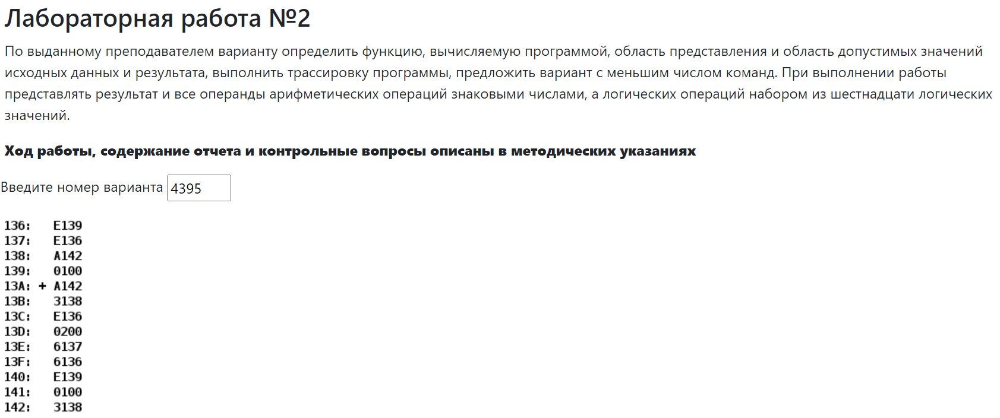 Лабораторная работа №2
По выданному преподавателем варианту определить функцию, вычисляемую программой, область представления и область допустимых значений
исходных данных и результата, выполнить трассировку программы, предложить вариант с меньшим числом команд. При выполнении работы
представлять результат и все операнды арифметических операций знаковыми числами, а логических операций набором из шестнадцати логических
значений.
Ход работы, содержание отчета и контрольные вопросы описаны в методических указаниях
Введите номер варианта 4395
136: E139
137: E136
138: A142
139: 0100
13A: + A142
13B: 3138
13C: E136
13D: 0200
13E: 6137
13F: 6136
140: E139
141: 0100
142: 3138